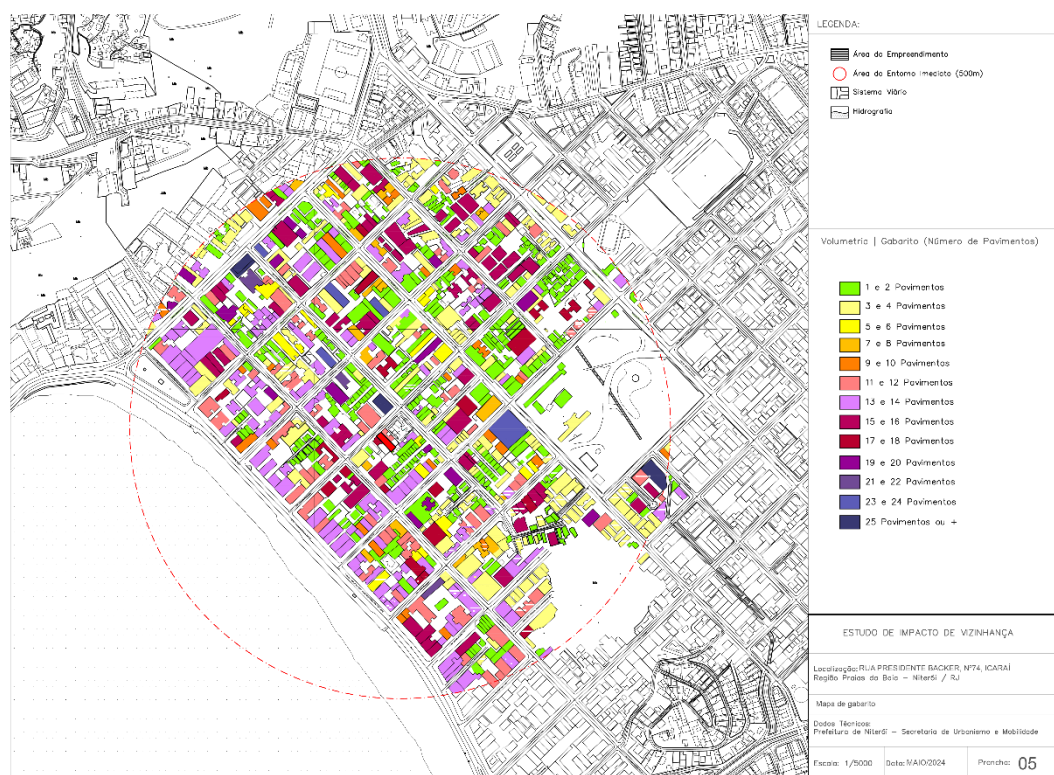 LEGENDA:
Área do Empreendimento
Área do Entorno Imediato (500m)
Sistema Viário
Hidrografia
Volumetria | Gabarito (Número de Pavimentos)
1 e 2 Pavimentos
3 e 4 Pavimentos
5 e 6 Pavimentos
7 e 8 Pavimentos
9 e 10 Pavimentos
11 e 12 Pavimentos
13 e 14 Pavimentos
15 e 16 Pavimentos
17 e 18 Pavimentos
19 e 20 Pavimentos
21 e 22 Pavimentos
23 e 24 Pavimentos
25 Pavimentos ou +
ESTUDO DE IMPACTO DE VIZINHANÇA
Localização: RUA PRESIDENTE BACKER, Nº74, ICARAÍ
Região Praias da Baía – Niterói / RJ
Mapa de gabarito
Dados Técnicos:
Prefeitura de Niterói – Secretaria de Urbanismo e Mobilidade
Escala: 1/5000
Data: MAIO/2024
Prancha: 05